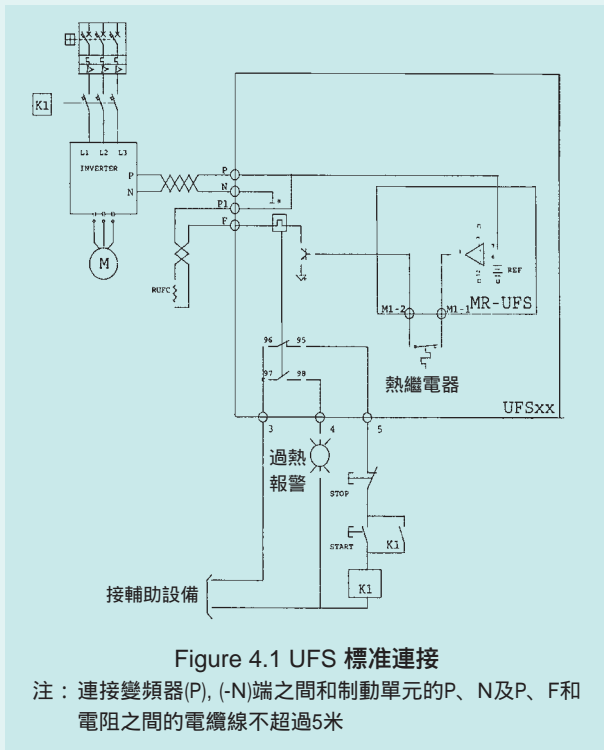 K1
L1 L2 L3
INVERTER
P
N
M
P
N
P1
F
RUFC
REF
MR-UFS
M1-2
M1-1
熱繼電器
96
95
97
98
UFSxx
3
4
5
過熱
報警
STOP
START
K1
K1
接輔助設備
Figure 4.1 UFS 標准連接
注：連接變頻器(P), (-N)端之間和制動單元的P、N及P、F和
電阻之間的電纜線不超過5米